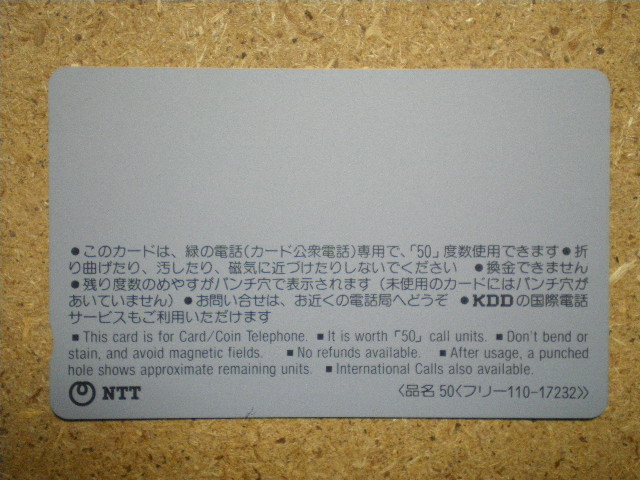 ●このカードは、緑の電話(カード公衆電話)専用で、「50」度数使用できます●折
り曲げたり、汚したり、磁気に近づけたりしないでください　●換金できません
●残り度数のめやすがパンチ穴で表示されます(未使用のカードにはパンチ穴が
あいていません)●お問い合せは、お近くの電話局へどうぞ　●KDDの国際電話
サービスもご利用いただけます
■ This card is for Card/Coin Telephone. ■ It is worth「50」call units. ■ Don't bend or
stain, and avoid magnetic fields. ■ No refunds available. ■ After usage, a punched
hole shows approximate remaining units. ■ International Calls also available.
NTT 〈品名 50〈フリー110-17232〉〉